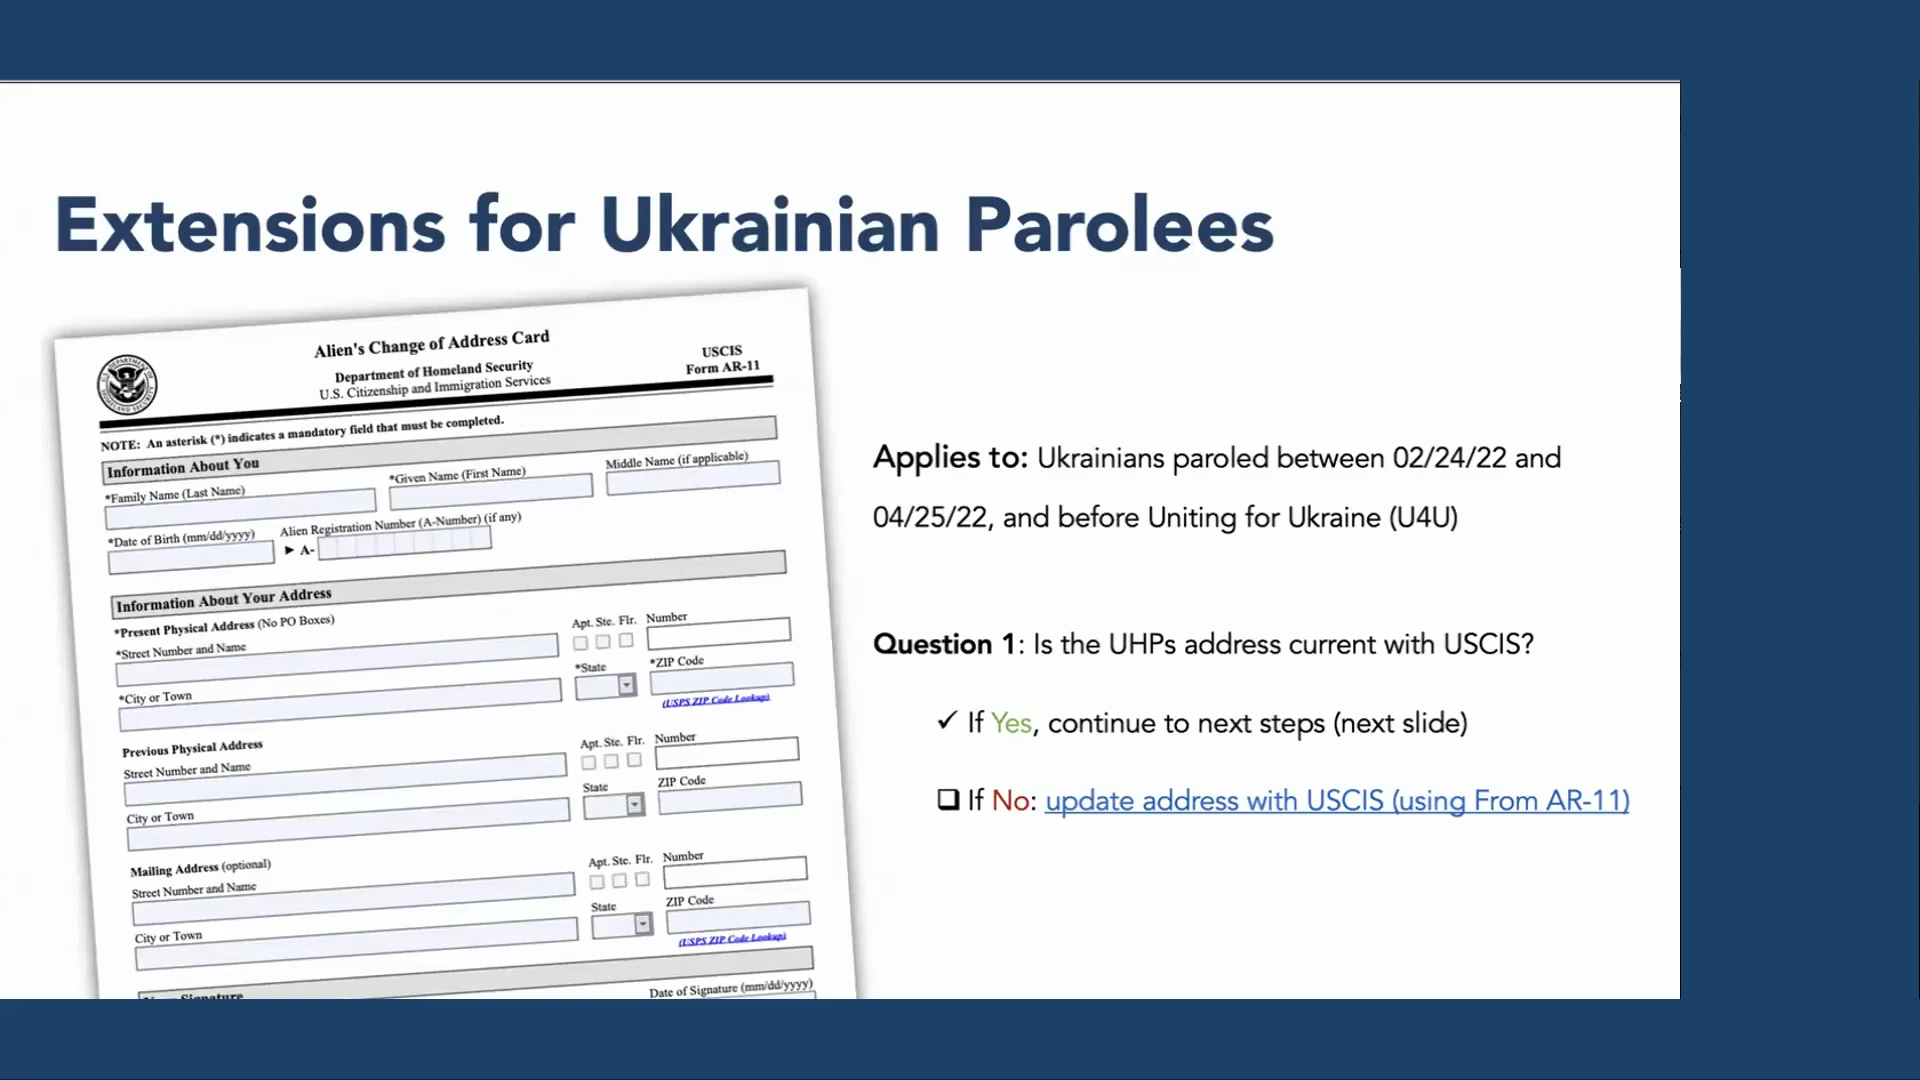 Extensions for Ukrainian Parolees
Alien's Change of Address Card
Department of Homeland Security
U.S. Citizenship and Immigration Services
USCIS
Form AR-11
NOTE: An asterisk (*) indicates a mandatory field that must be completed.
Information About You
*Family Name (Last Name)
*Given Name (First Name)
Middle Name (if applicable)
*Date of Birth (mm/dd/yyyy)
Alien Registration Number (A-Number) (if any)
► A-
Information About Your Address
*Present Physical Address (No PO Boxes)
*Street Number and Name
Apt. Ste. Flr.
Number
*City or Town
*State
*ZIP Code
(USPS ZIP Code Lookup)
Previous Physical Address
Street Number and Name
Apt. Ste. Flr.
Number
City or Town
State
ZIP Code
Mailing Address (optional)
Street Number and Name
Apt. Ste. Flr.
Number
City or Town
State
ZIP Code
(USPS ZIP Code Lookup)
Signature
Date of Signature (mm/dd/yyyy)
Applies to: Ukrainians paroled between 02/24/22 and
04/25/22, and before Uniting for Ukraine (U4U)
Question 1: Is the UHPs address current with USCIS?
✓ If Yes, continue to next steps (next slide)
❑ If No: update address with USCIS (using From AR-11)